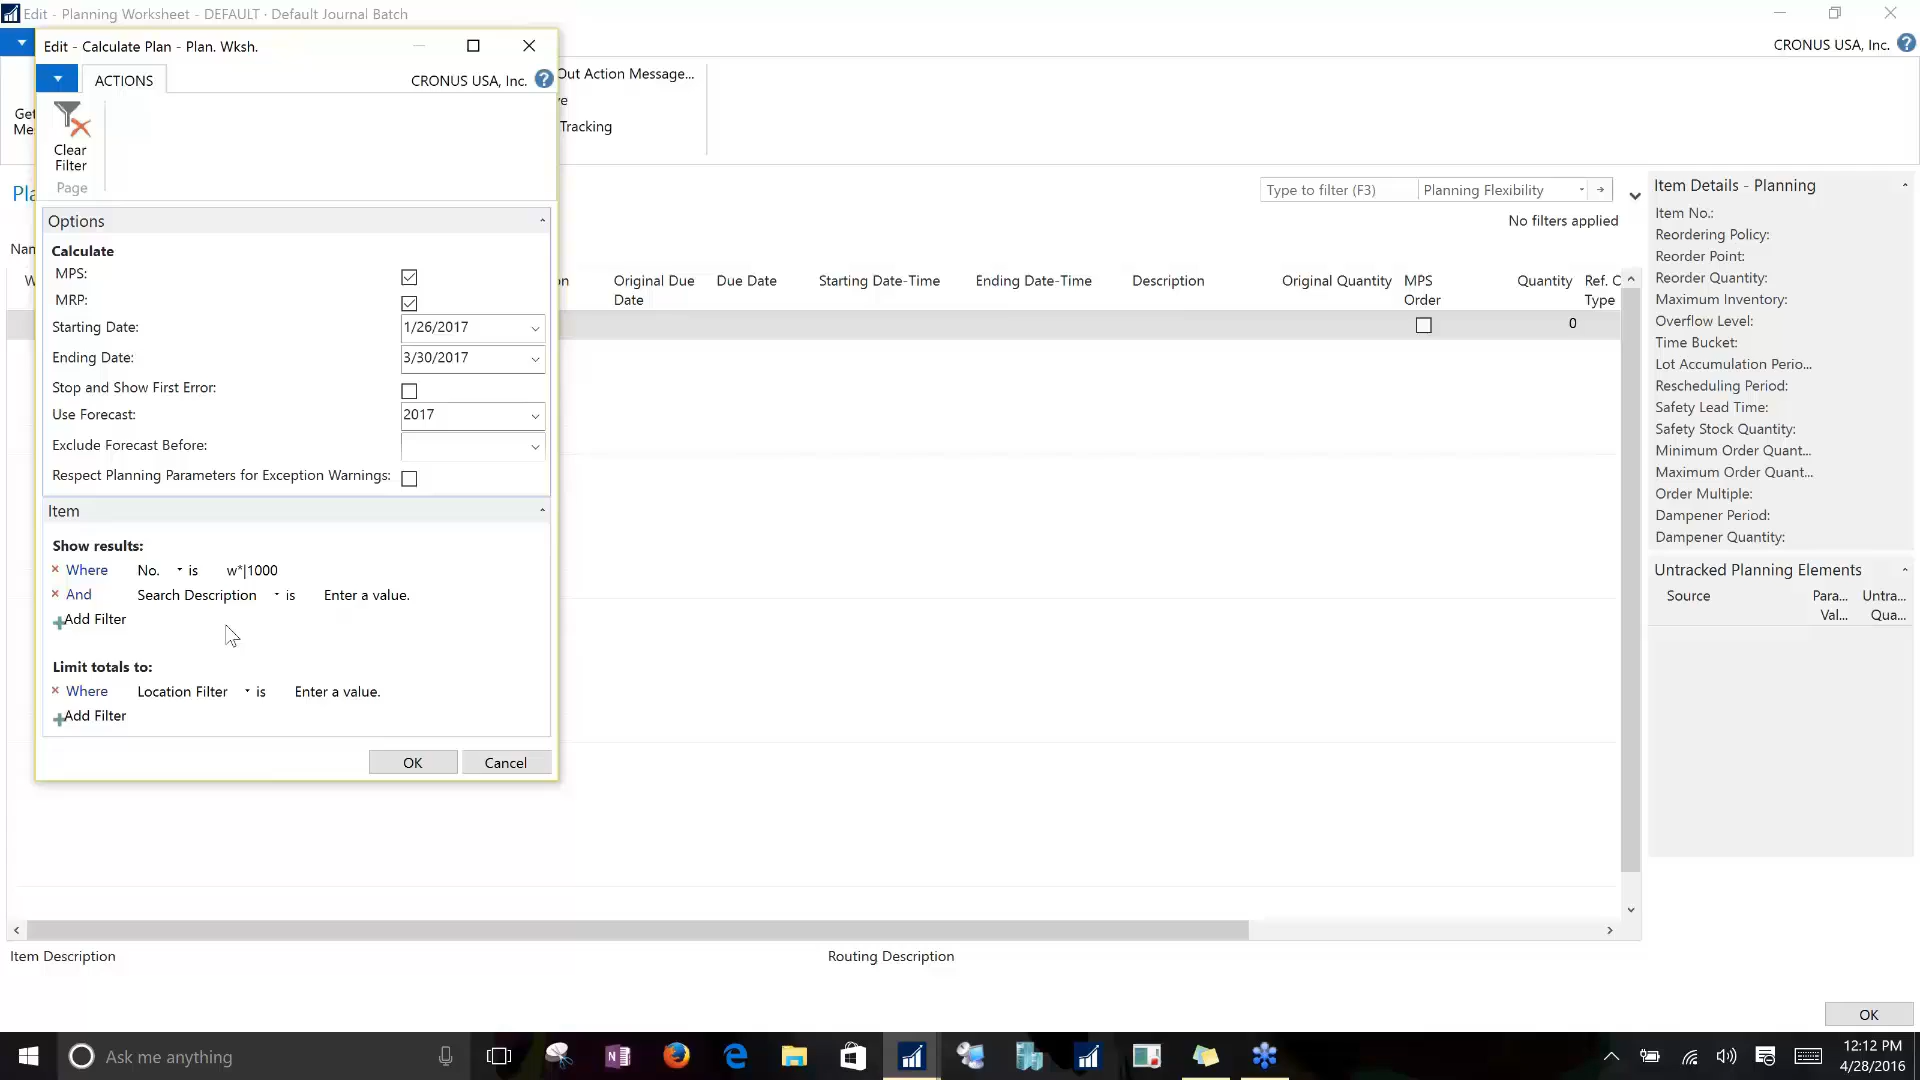 Edit - Planning Worksheet - DEFAULT · Default Journal Batch
Edit - Calculate Plan - Plan. Wksh.
CRONUS USA, Inc.
ACTIONS
CRONUS USA, Inc.
Out Action Message...
Tracking
Clear
Filter
Page
Type to filter (F3)
Planning Flexibility
No filters applied
Options
Calculate
MPS:
MRP:
Starting Date: 1/26/2017
Ending Date: 3/30/2017
Stop and Show First Error:
Use Forecast: 2017
Exclude Forecast Before:
Respect Planning Parameters for Exception Warnings:
Item
Show results:
Where No. is w*|1000
And Search Description is Enter a value.
Add Filter
Limit totals to:
Where Location Filter is Enter a value.
Add Filter
OK Cancel
Original Due
Date
Due Date
Starting Date-Time
Ending Date-Time
Description
Original Quantity
MPS
Order
Quantity
Ref. O
Type
0
Item Details - Planning
Item No.:
Reordering Policy:
Reorder Point:
Reorder Quantity:
Maximum Inventory:
Overflow Level:
Time Bucket:
Lot Accumulation Perio...
Rescheduling Period:
Safety Lead Time:
Safety Stock Quantity:
Minimum Order Quant...
Maximum Order Quant...
Order Multiple:
Dampener Period:
Dampener Quantity:
Untracked Planning Elements
Source
Para...
Val...
Untra...
Qua...
Item Description
Routing Description
OK
Ask me anything
12:12 PM
4/28/2016